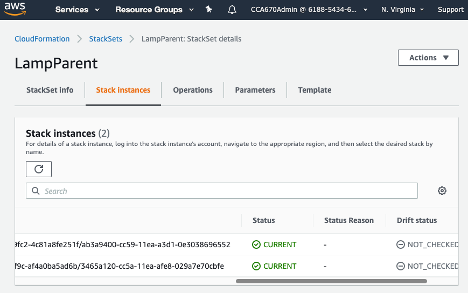 aws
Services
Resource Groups
CCA670Admin @ 6188-5434-6...
N. Virginia
Support
CloudFormation
StackSets
LampParent: StackSet details
LampParent
Actions
StackSet info
Stack instances
Operations
Parameters
Template
Stack instances (2)
For details of a stack instance, log into the stack instance's account, navigate to the appropriate region, and then select the desired stack by
name.
Search
Status
Status Reason
Drift status
9fc2-4c81a8fe251f/ab3a9400-cc59-11ea-a3d1-0e3038696552
CURRENT
-
NOT_CHECKED
f9c-af4a0ba5ad6b/3465a120-cc5a-11ea-afe8-029a7e70cbfe
CURRENT
-
NOT_CHECKED